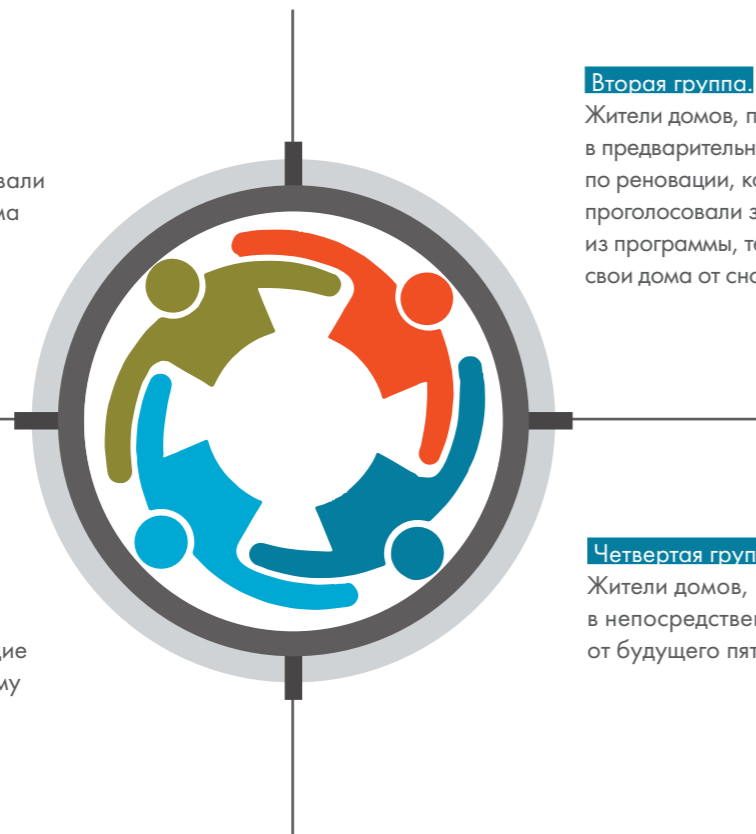 вали
ма
Вторая группа.
Жители домов, п
в предварительн
по реновации, ко
проголосовали з
из программы, т
свои дома от сно
щие
му
Четвертая груп
Жители домов,
в непосредствен
от будущего пят